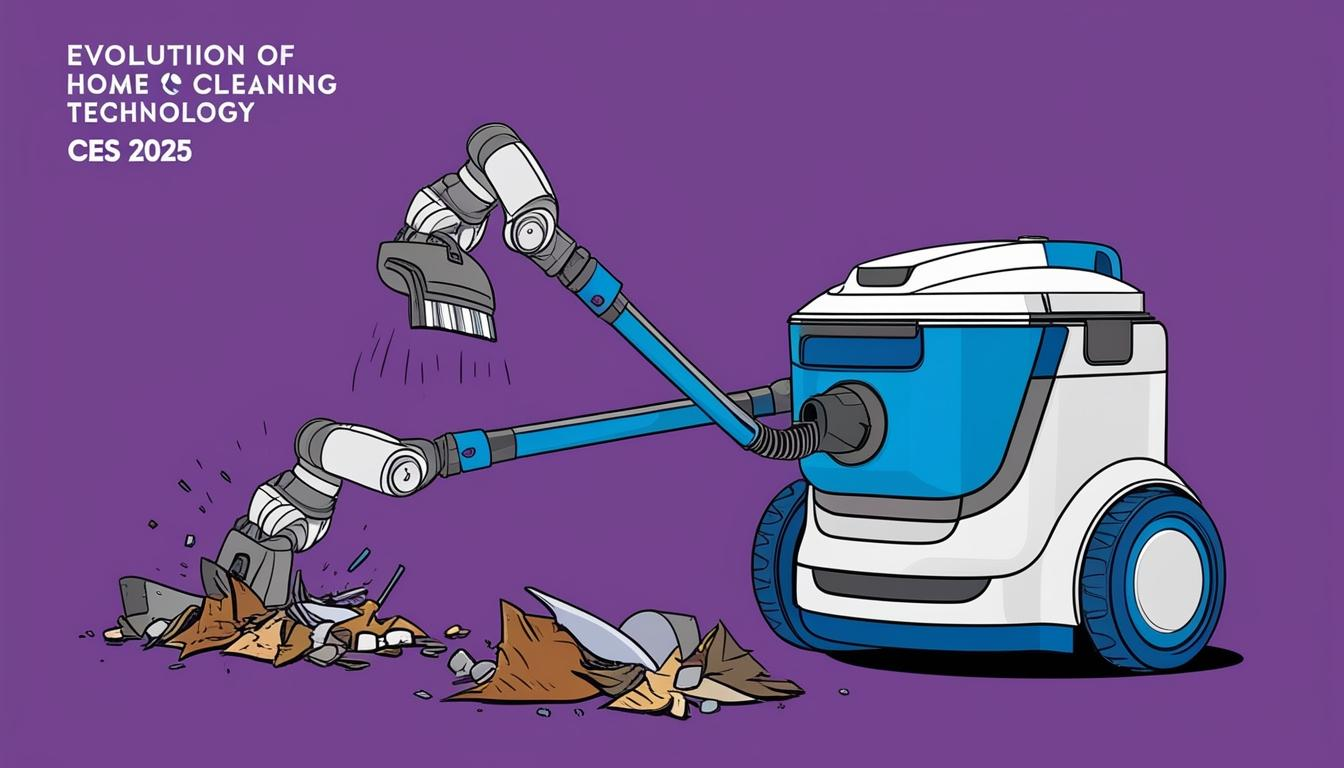 EVOLUTIION OF
HOME CLEANING
TECHNOLOGY
CES 2025